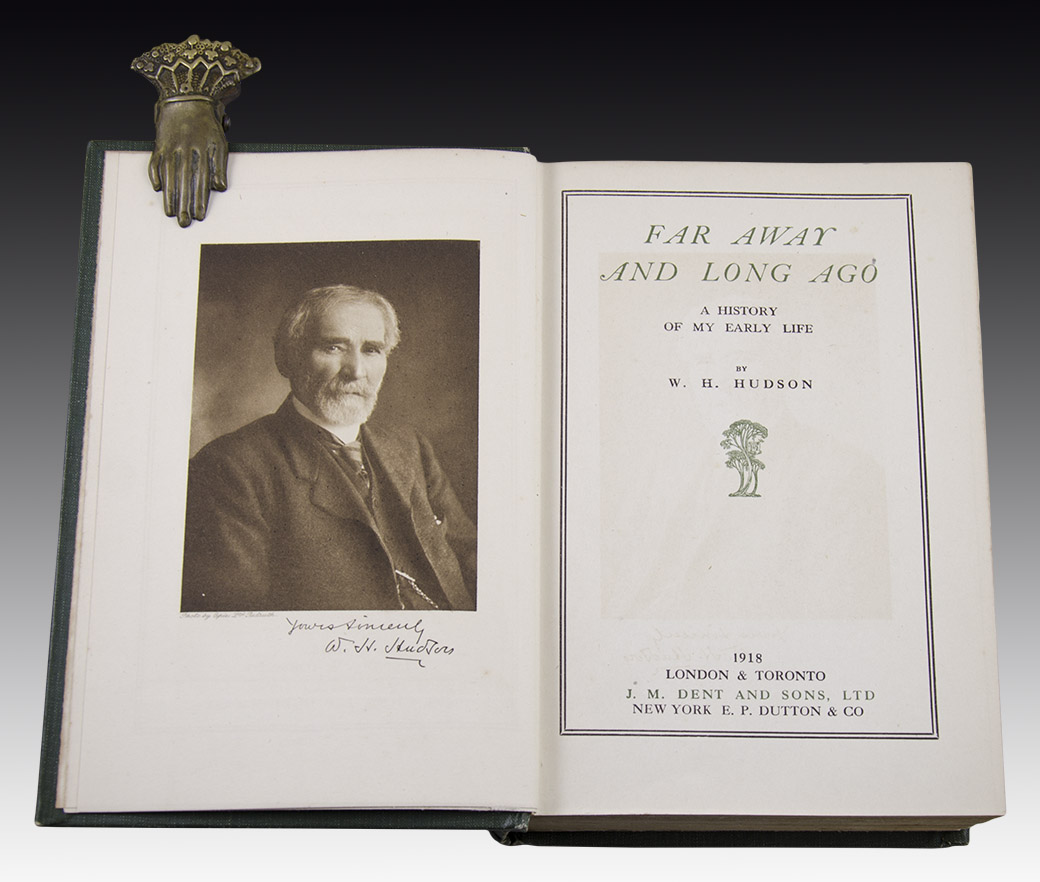 Yours Sincerely
W. H. Hudson
FAR AWAY
AND LONG AGO
A HISTORY
OF MY EARLY LIFE
BY
W. H. HUDSON
1918
LONDON & TORONTO
J. M. DENT AND SONS, LTD
NEW YORK E. P. DUTTON & CO